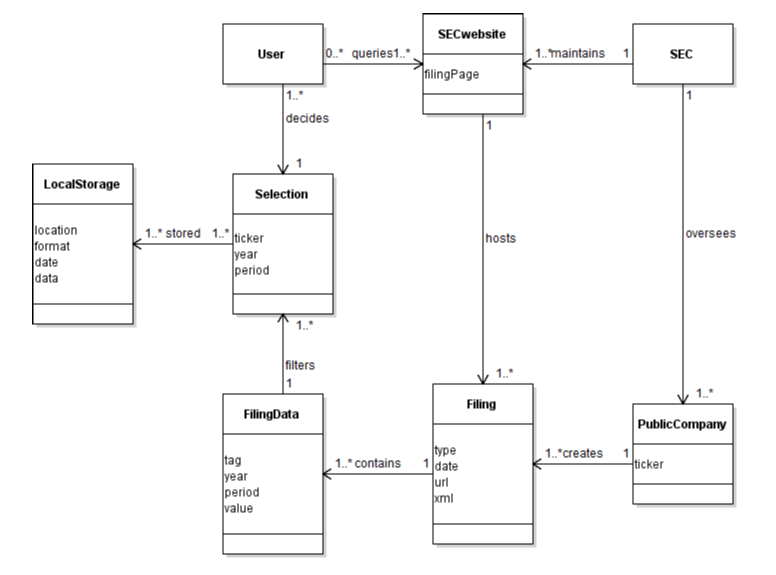 User
0..* queries1..*
SECwebsite
filingPage
1..*maintains 1
SEC
1..*
decides
1
1
hosts
1..*
1
oversees
1..*
LocalStorage
location
format
date
data
1..* stored 1..*
Selection
ticker
year
period
1..*
filters
1
FilingData
tag
year
period
value
1..* contains 1
Filing
type
date
url
xml
1..*creates 1
PublicCompany
ticker